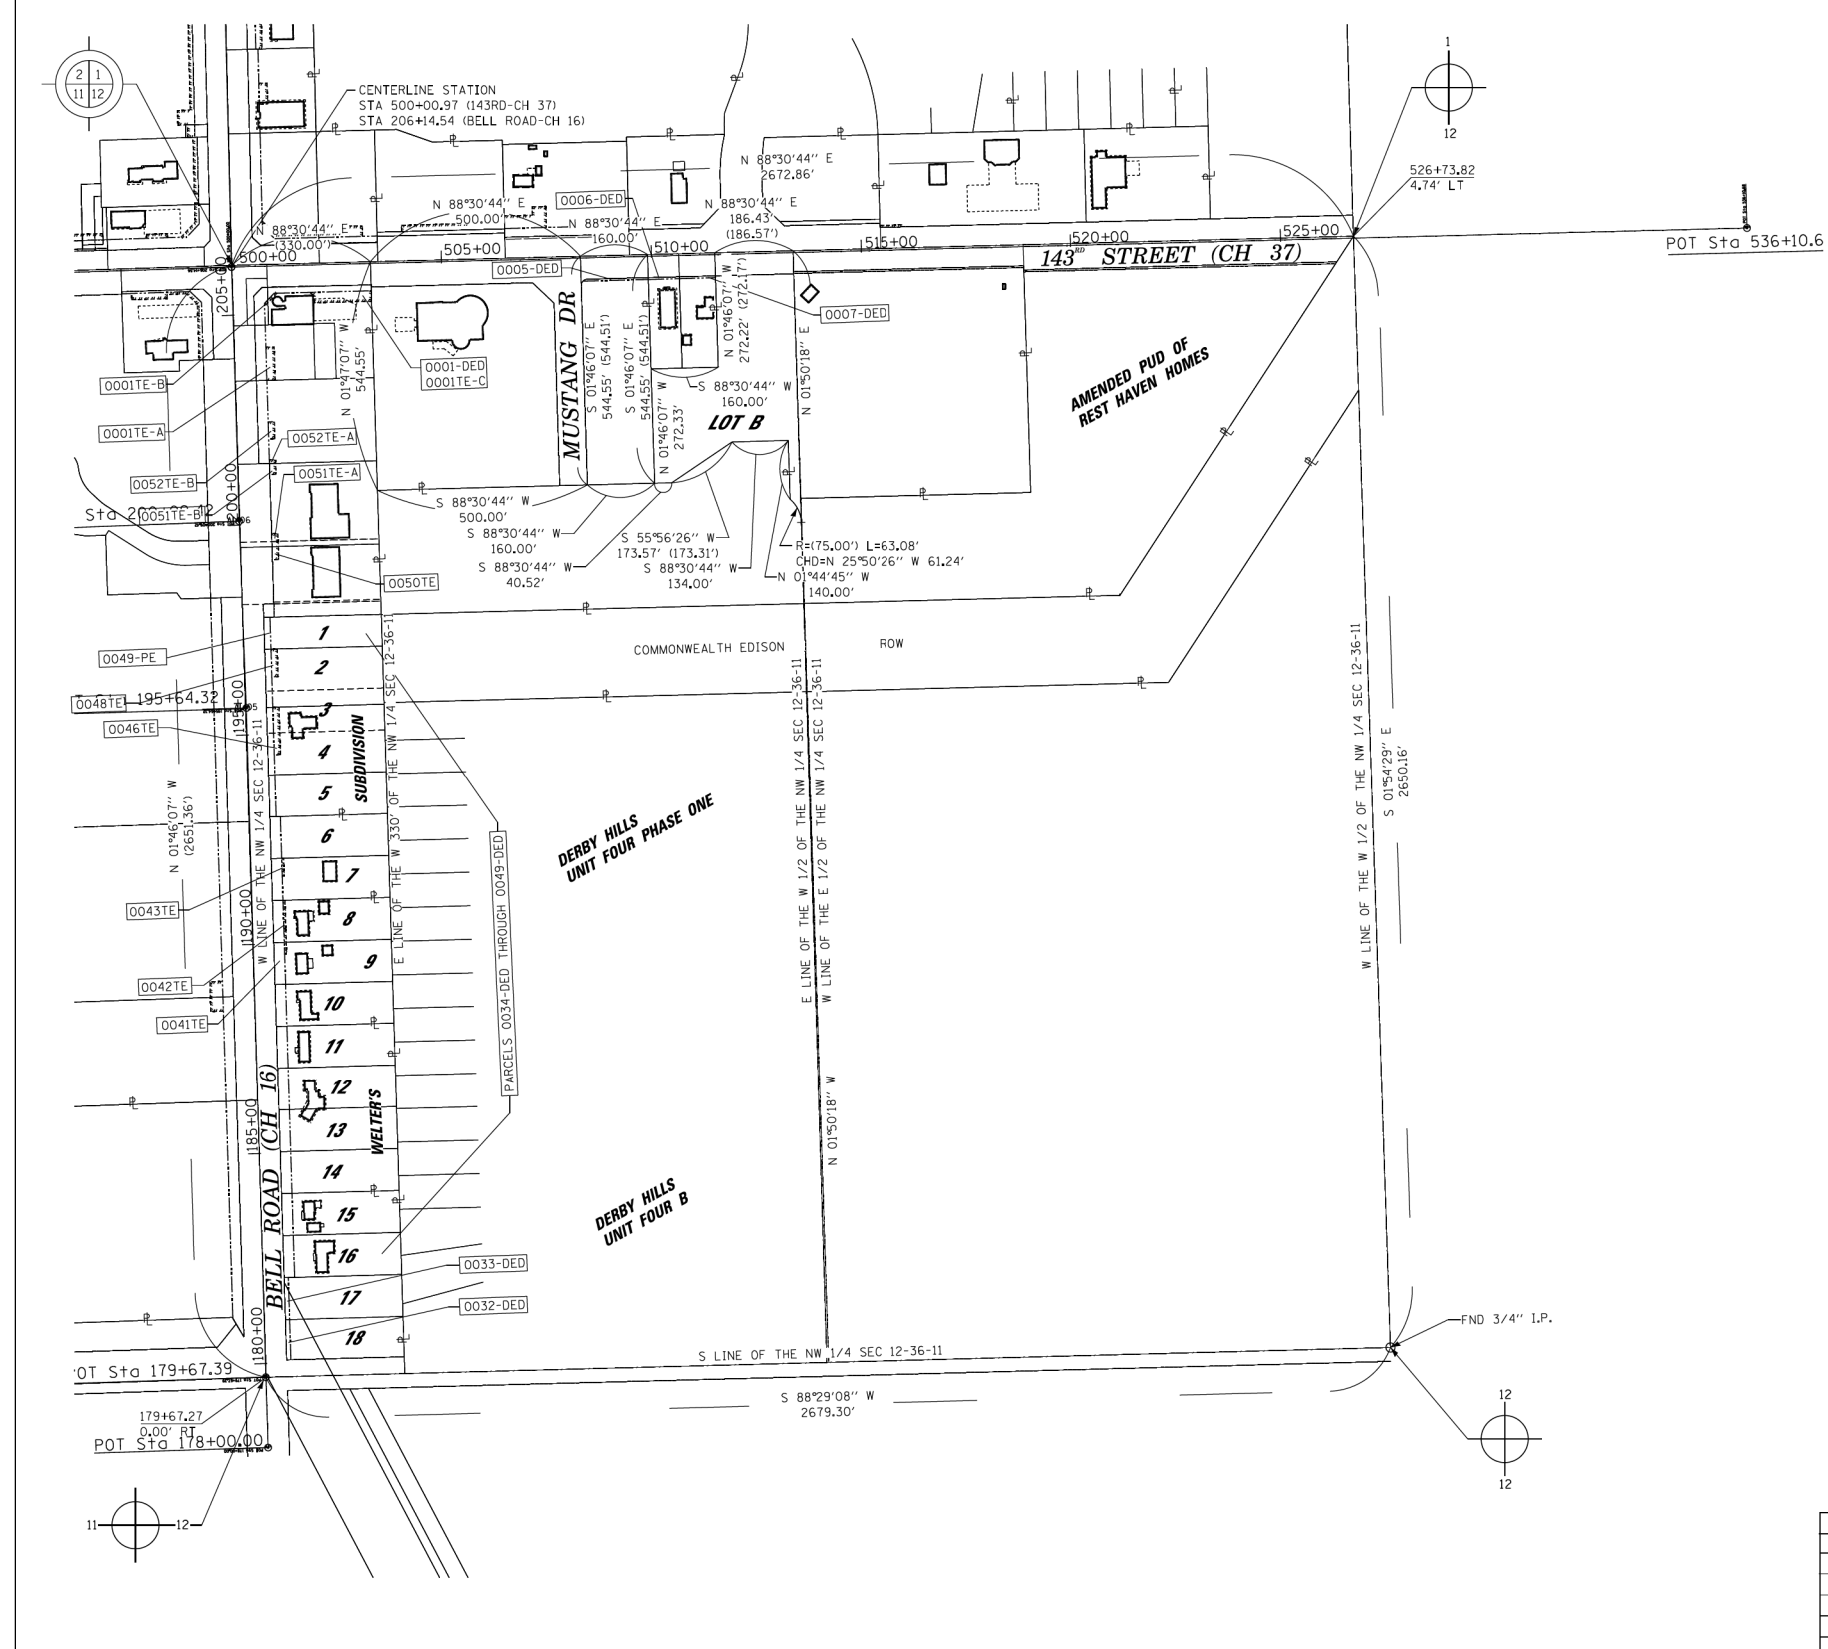 2 1
11 12
CENTERLINE STATION
STA 500+00.97 (143RD-CH 37)
STA 206+14.54 (BELL ROAD-CH 16)
1
12
526+73.82
4.74' LT
POT Sta 536+10.6
N 88°30'44'' E
2672.86'
0006-DED
N 88°30'44'' E
500.00'
N 88°30'44'' E
186.43'
(186.57')
N 88°30'44'' E
(330.00')
N 88°30'44'' E
160.00'
500+00
505+00
510+00
515+00
520+00
525+00
143RD STREET (CH 37)
0005-DED
0007-DED
205+00
MUSTANG DR
N 01°47'07'' W
544.55'
S 01°46'07'' E
544.55' (544.51')
S 01°46'07'' E
544.55' (544.51')
N 01°46'07'' W
272.33'
N 01°46'07'' W
272.22' (272.17')
N 01°50'18'' E
0001TE-B
0001-DED
0001TE-C
S 88°30'44'' W
160.00'
LOT B
AMENDED PUD OF
REST HAVEN HOMES
0001TE-A
0052TE-A
0051TE-A
0052TE-B
0051TE-B
200+00
S 88°30'44'' W
500.00'
S 88°30'44'' W
160.00'
S 88°30'44'' W
40.52'
S 55°56'26'' W
173.57' (173.31')
S 88°30'44'' W
134.00'
R=(75.00') L=63.08'
CHD=N 25°50'26'' W 61.24'
N 01°44'45'' W
140.00'
0050TE
COMMONWEALTH EDISON
ROW
0049-PE
0048TE
195+64.32
195+00
0046TE
1
2
3
4
5
6
7
8
9
10
11
12
13
14
15
16
17
18
SUBDIVISION
WELTER'S
N 01°46'07'' W
(2651.36')
W LINE OF THE NW 1/4 SEC 12-36-11
E LINE OF THE W 330' OF THE NW 1/4 SEC 12-36-11
E LINE OF THE W 1/2 OF THE NW 1/4 SEC 12-36-11
W LINE OF THE E 1/2 OF THE NW 1/4 SEC 12-36-11
W LINE OF THE W 1/2 OF THE NW 1/4 SEC 12-36-11
S 01°54'29'' E
2650.16'
DERBY HILLS
UNIT FOUR PHASE ONE
PARCELS 0034-DED THROUGH 0049-DED
0043TE
190+00
0042TE
0041TE
185+00
BELL ROAD (CH 16)
N 01°50'18'' W
DERBY HILLS
UNIT FOUR B
0033-DED
0032-DED
180+00
FND 3/4'' I.P.
S LINE OF THE NW 1/4 SEC 12-36-11
OT Sta 179+67.39
S 88°29'08'' W
2679.30'
179+67.27
0.00' RT
POT Sta 178+00.00
12
12
11 12